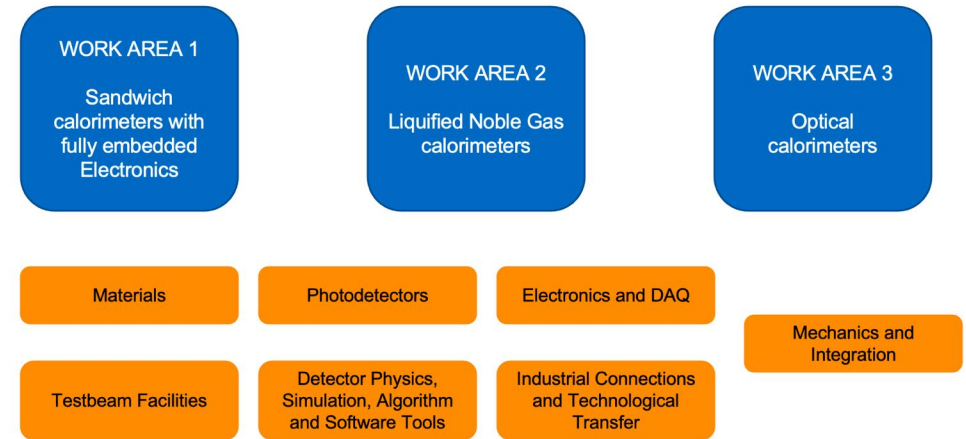 WORK AREA 1
Sandwich
calorimeters with
fully embedded
Electronics
WORK AREA 2
Liquified Noble Gas
calorimeters
WORK AREA 3
Optical
calorimeters
Materials
Photodetectors
Electronics and DAQ
Mechanics and
Integration
Testbeam Facilities
Detector Physics,
Simulation, Algorithm
and Software Tools
Industrial Connections
and Technological
Transfer